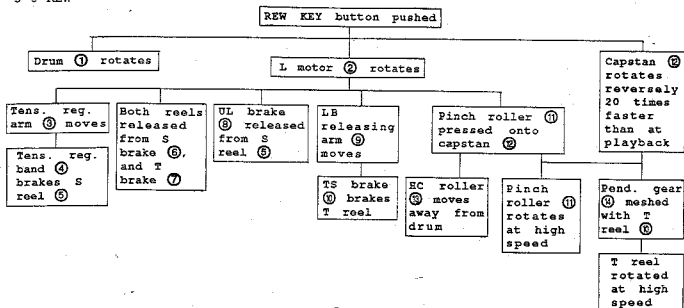 REW KEY button pushed
Drum ① rotates
L motor ② rotates
Capstan ⑫
rotates
reversely
20 times
faster
than at
playback
Tens. reg.
arm ③ moves
Both reels
released
from S
brake ⑥,
and T
brake ⑦
UL brake
⑧ released
from S
reel ⑤
LB
releasing
arm ⑨
moves
Pinch roller ⑪
pressed onto
capstan ⑫
Tens. reg.
band ④
brakes S
reel ⑤
TS brake
⑩ brakes
T reel
HC roller
⑬ moves
away from
drum
Pinch
roller ⑪
rotates
at high
speed
Pend. gear
⑭ meshed
with T
reel ⑩
T reel
rotated
at high
speed